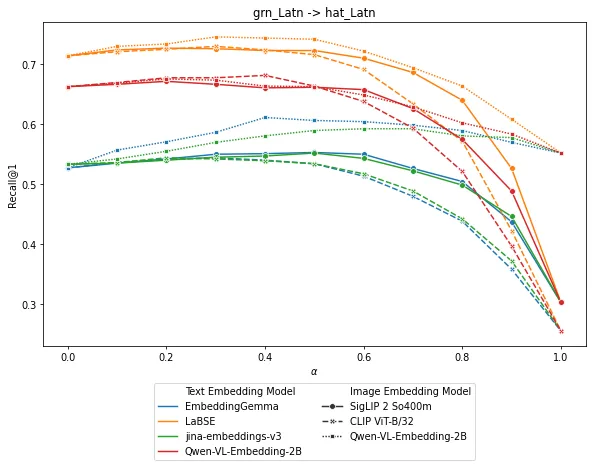 grn_Latn -> hat_Latn
Recall@1
0.7
0.6
0.5
0.4
0.3
0.0
0.2
0.4
0.6
0.8
1.0
α
Text Embedding Model
EmbeddingGemma
LaBSE
jina-embeddings-v3
Qwen-VL-Embedding-2B
Image Embedding Model
SigLIP 2 So400m
CLIP ViT-B/32
Qwen-VL-Embedding-2B